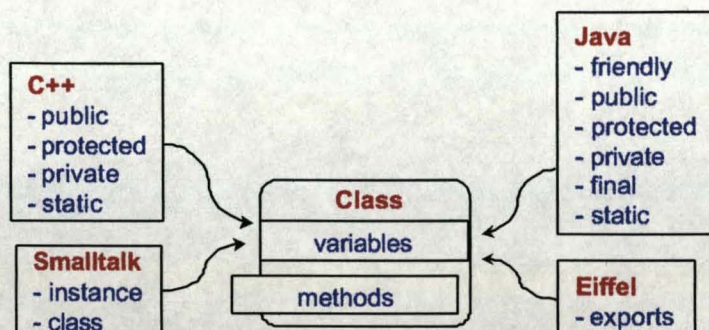 C++
- public
- protected
- private
- static
Smalltalk
- instance
- class
Class
variables
methods
Java
- friendly
- public
- protected
- private
- final
- static
Eiffel
- exports